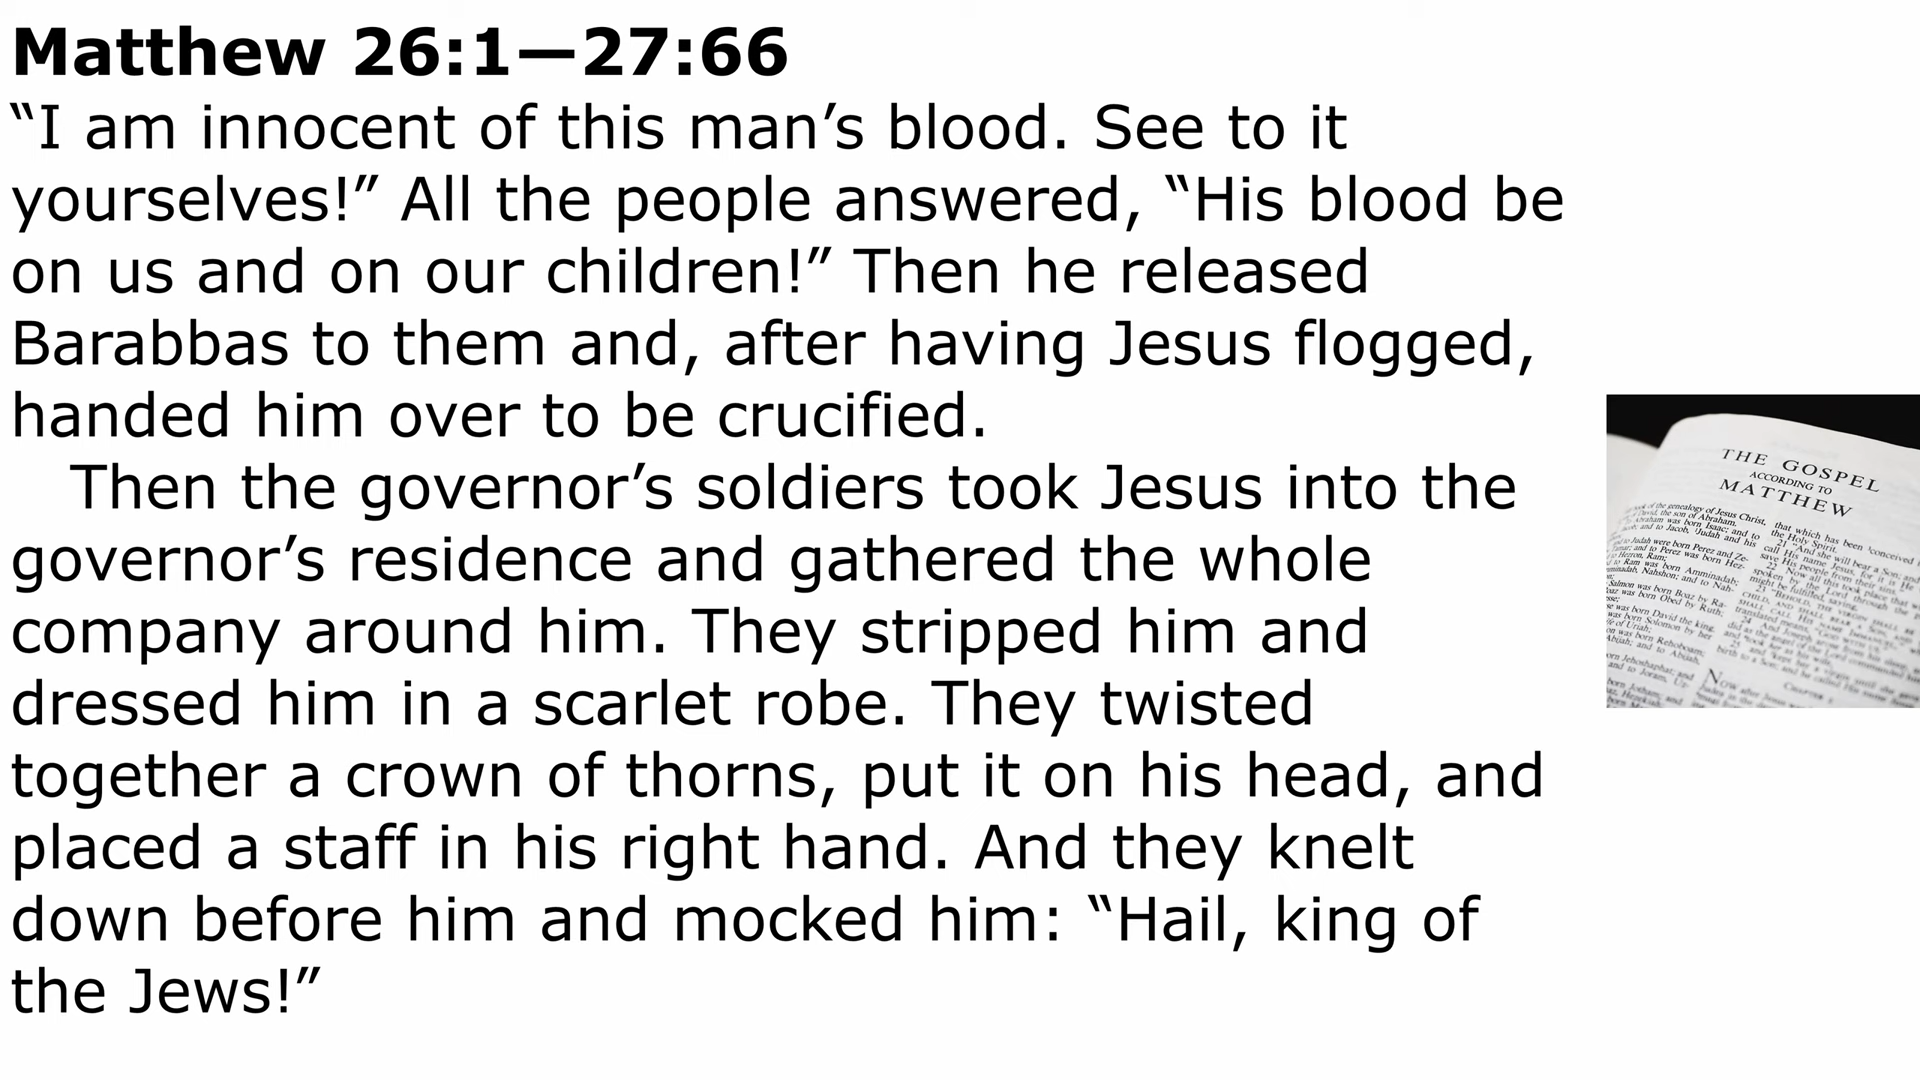 Matthew 26:1—27:66
“I am innocent of this man’s blood. See to it
yourselves!” All the people answered, “His blood be
on us and on our children!” Then he released
Barabbas to them and, after having Jesus flogged,
handed him over to be crucified.
Then the governor’s soldiers took Jesus into the
governor’s residence and gathered the whole
company around him. They stripped him and
dressed him in a scarlet robe. They twisted
together a crown of thorns, put it on his head, and
placed a staff in his right hand. And they knelt
down before him and mocked him: “Hail, king of
the Jews!”
THE GOSPEL
ACCORDING TO
MATTHEW